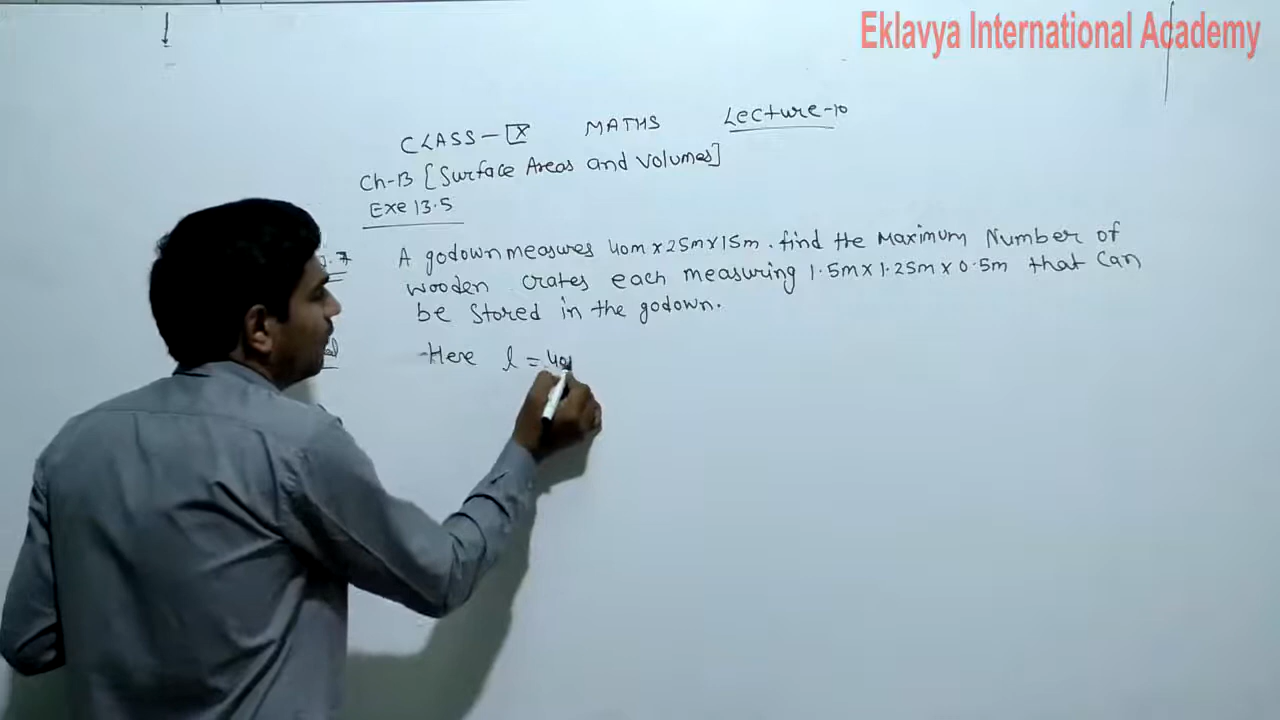 Eklavya International Academy
CLASS - IX MATHS Lecture-10
Ch-13 [Surface Areas and Volumes]
Exe 13.5
.7 A godown measures 40m x 25m x 15m. find the Maximum Number of
wooden crates each measuring 1.5m x 1.25m x 0.5m that can
be stored in the godown.
Here l = 40